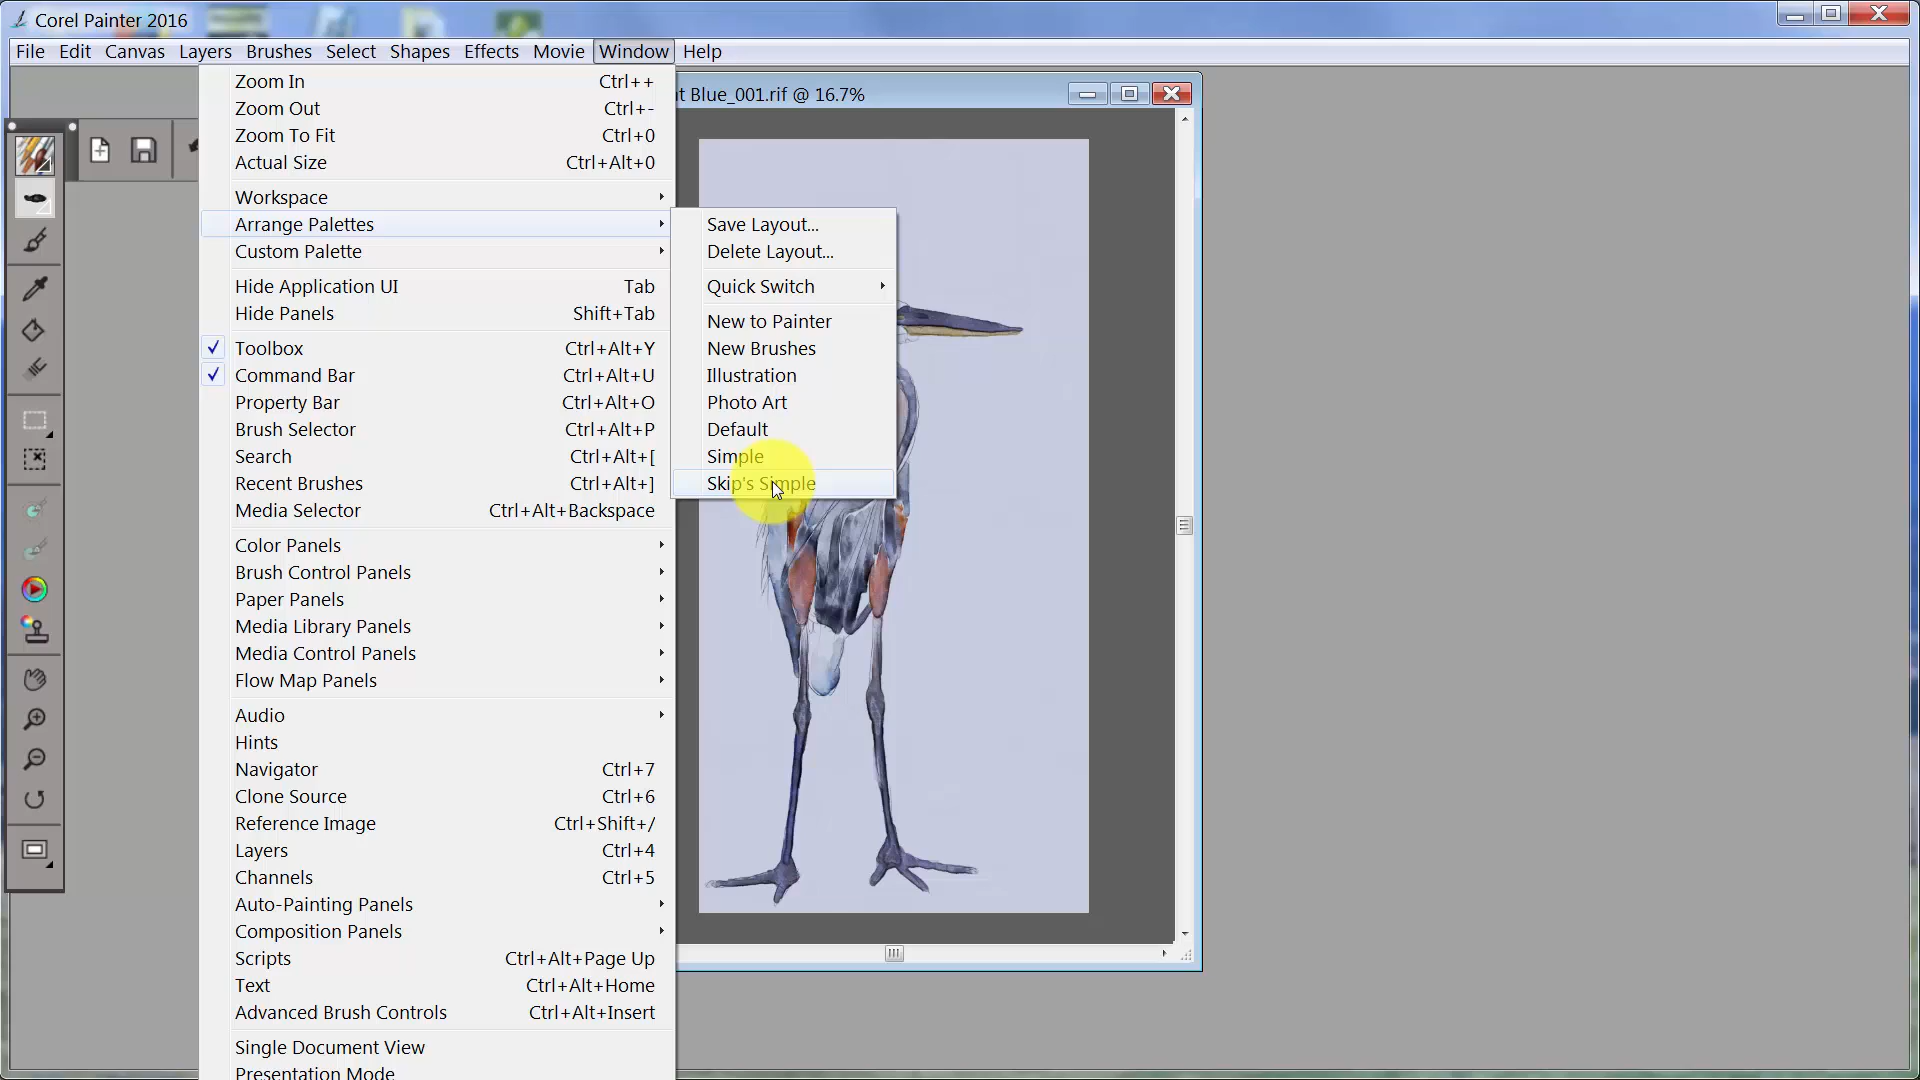 Corel Painter 2016
File Edit Canvas Layers Brushes Select Shapes Effects Movie Window Help
t Blue_001.rif @ 16.7%
Zoom In Ctrl++
Zoom Out Ctrl+-
Zoom To Fit Ctrl+0
Actual Size Ctrl+Alt+0
Workspace
Arrange Palettes
Custom Palette
Hide Application UI Tab
Hide Panels Shift+Tab
Toolbox Ctrl+Alt+Y
Command Bar Ctrl+Alt+U
Property Bar Ctrl+Alt+O
Brush Selector Ctrl+Alt+P
Search Ctrl+Alt+[
Recent Brushes Ctrl+Alt+]
Media Selector Ctrl+Alt+Backspace
Color Panels
Brush Control Panels
Paper Panels
Media Library Panels
Media Control Panels
Flow Map Panels
Audio
Hints
Navigator Ctrl+7
Clone Source Ctrl+6
Reference Image Ctrl+Shift+/
Layers Ctrl+4
Channels Ctrl+5
Auto-Painting Panels
Composition Panels
Scripts Ctrl+Alt+Page Up
Text Ctrl+Alt+Home
Advanced Brush Controls Ctrl+Alt+Insert
Single Document View
Presentation Mode
Save Layout...
Delete Layout...
Quick Switch
New to Painter
New Brushes
Illustration
Photo Art
Default
Simple
Skip's Simple